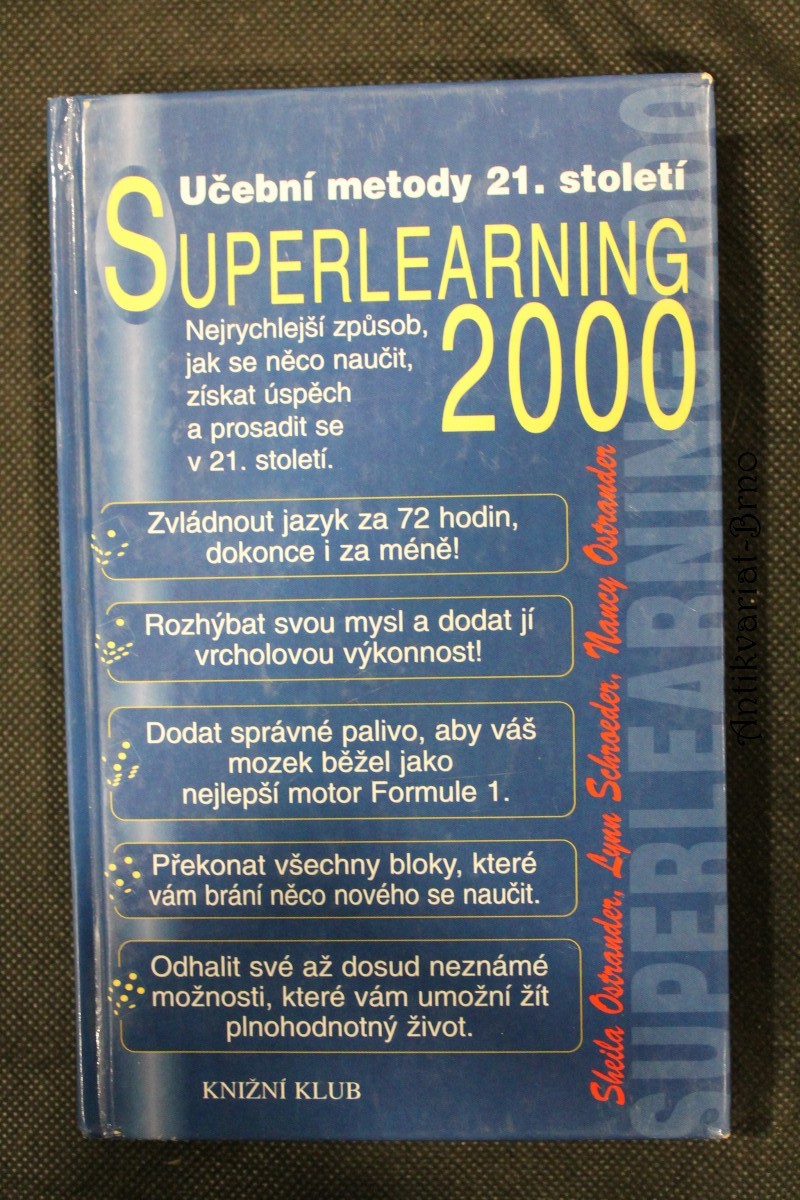 Učební metody 21. století
SUPERLEARNING
2000
Nejrychlejší způsob,
jak se něco naučit,
získat úspěch
a prosadit se
v 21. století.
Zvládnout jazyk za 72 hodin,
dokonce i za méně!
Rozhýbat svou mysl a dodat jí
vrcholovou výkonnost!
Dodat správné palivo, aby váš
mozek běžel jako
nejlepší motor Formule 1.
Překonat všechny bloky, které
vám brání něco nového se naučit.
Odhalit své až dosud neznámé
možnosti, které vám umožní žít
plnohodnotný život.
KNIŽNÍ KLUB
Sheila Ostrander, Lynn Schroeder, Nancy Ostrander
SUPERLEARNING 2000
Antikvariat-Brno